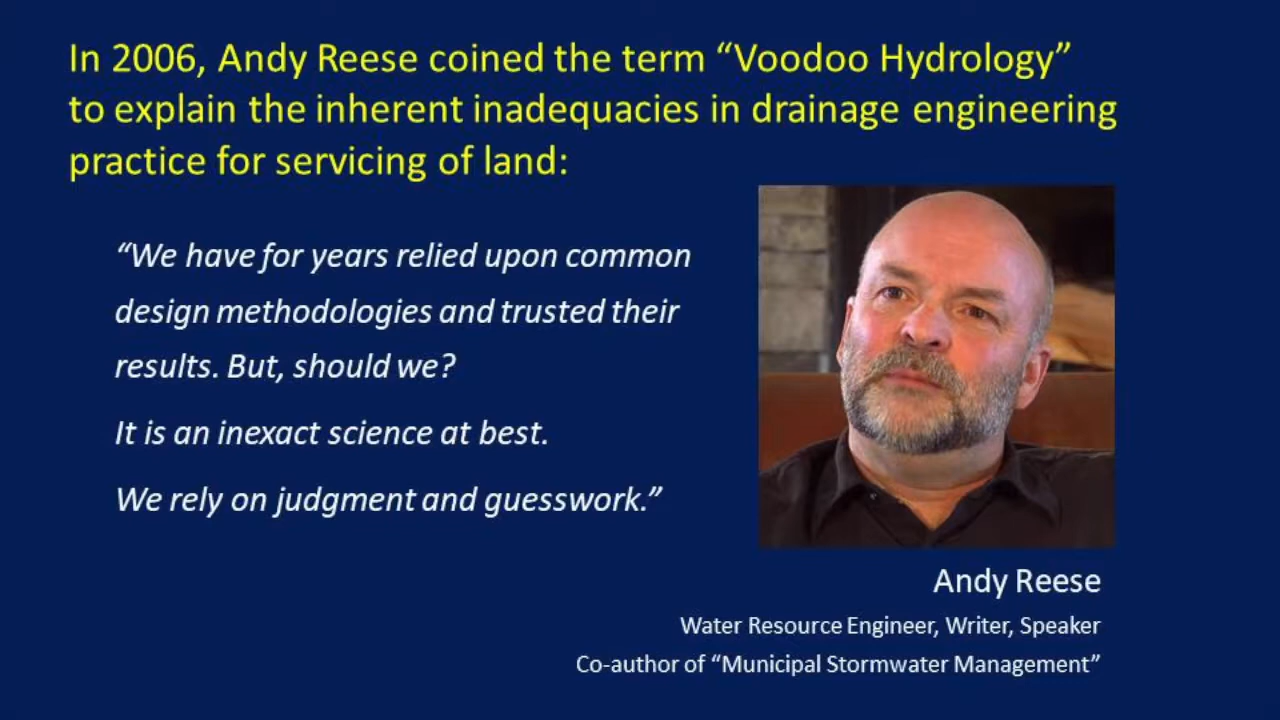 In 2006, Andy Reese coined the term “Voodoo Hydrology”
to explain the inherent inadequacies in drainage engineering
practice for servicing of land:
“We have for years relied upon common
design methodologies and trusted their
results. But, should we?
It is an inexact science at best.
We rely on judgment and guesswork.”
Andy Reese
Water Resource Engineer, Writer, Speaker
Co-author of “Municipal Stormwater Management”